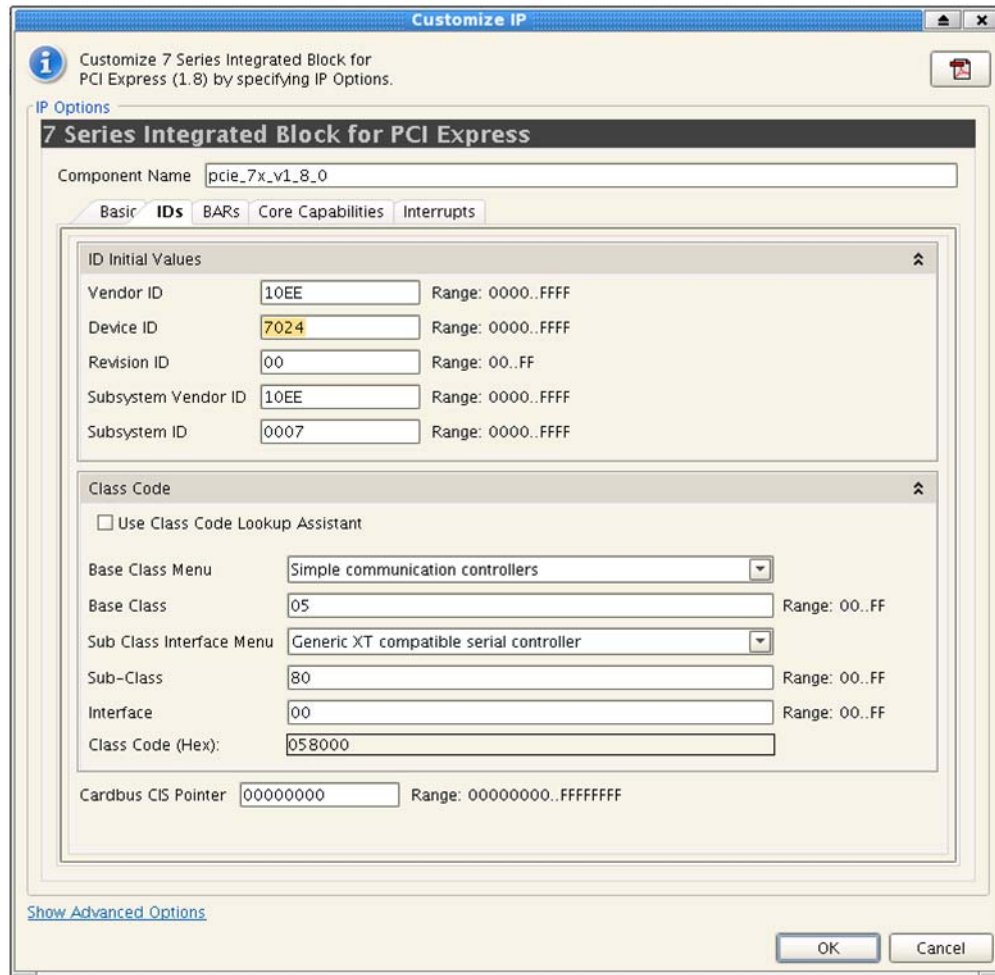 Customize IP
Customize 7 Series Integrated Block for
PCI Express (1.8) by specifying IP Options.
IP Options
7 Series Integrated Block for PCI Express
Component Name pcie_7x_v1_8_0
Basic IDs BARs Core Capabilities Interrupts
ID Initial Values
Vendor ID 10EE Range: 0000..FFFF
Device ID 7024 Range: 0000..FFFF
Revision ID 00 Range: 00..FF
Subsystem Vendor ID 10EE Range: 0000..FFFF
Subsystem ID 0007 Range: 0000..FFFF
Class Code
Use Class Code Lookup Assistant
Base Class Menu Simple communication controllers
Base Class 05 Range: 00..FF
Sub Class Interface Menu Generic XT compatible serial controller
Sub-Class 80 Range: 00..FF
Interface 00 Range: 00..FF
Class Code (Hex): 058000
Cardbus CIS Pointer 00000000 Range: 00000000..FFFFFFFF
Show Advanced Options
OK Cancel